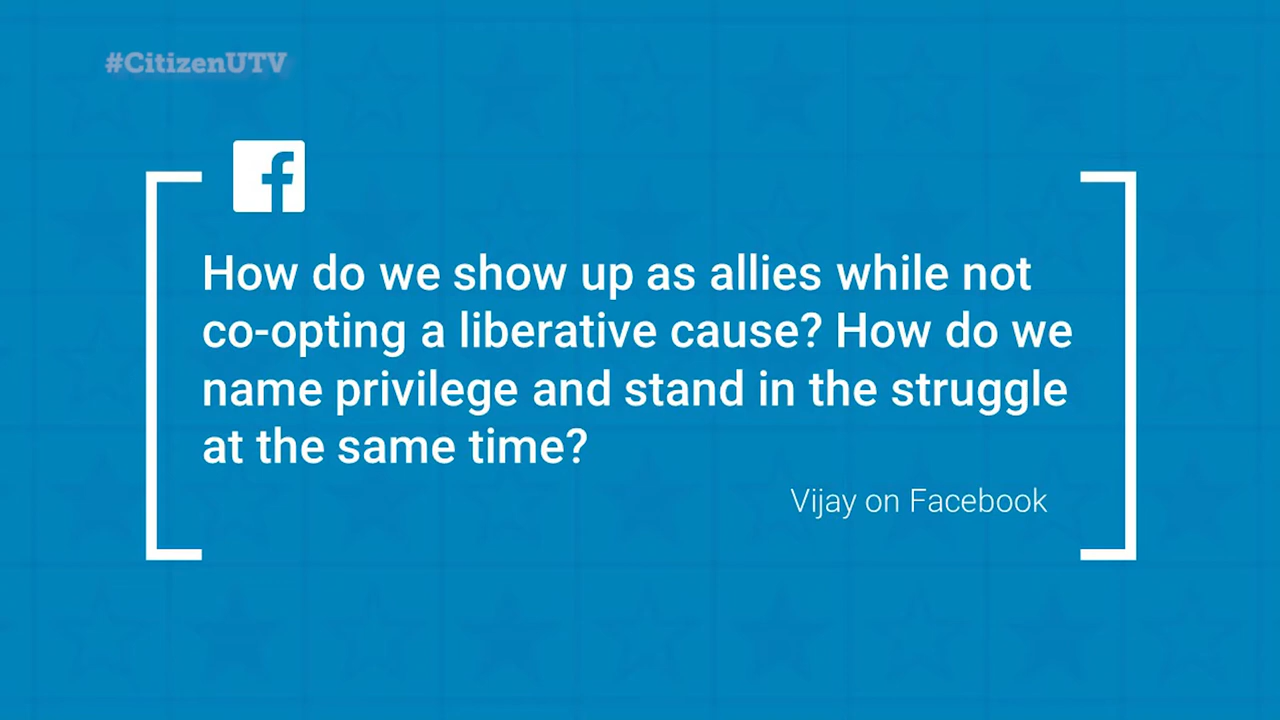 #CitizenUTV
How do we show up as allies while not
co-opting a liberative cause? How do we
name privilege and stand in the struggle
at the same time?
Vijay on Facebook